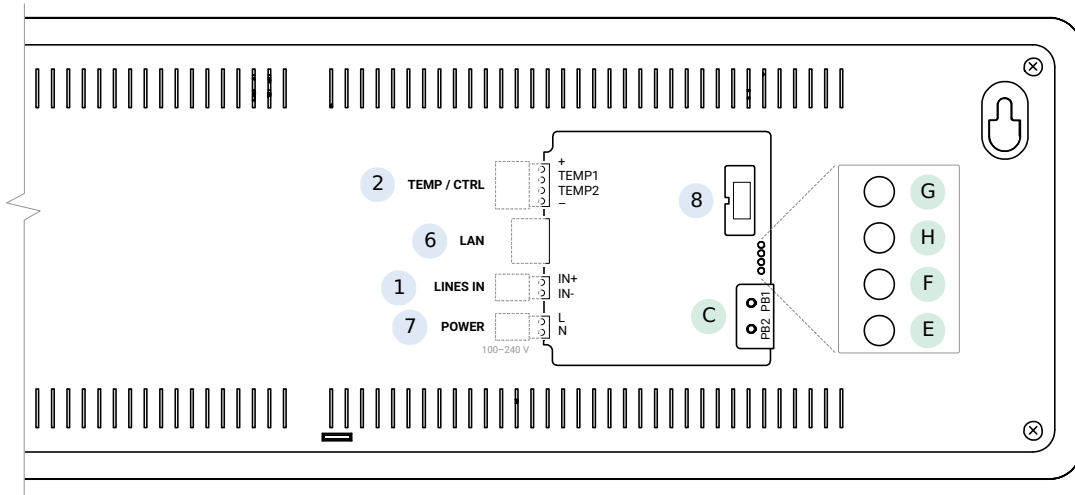 +
2 TEMP / CTRL TEMP1
TEMP2
–
8
G
6 LAN
H
1 LINES IN IN+
IN-
F
C PB1
PB2
7 POWER L
N
E
100–240 V